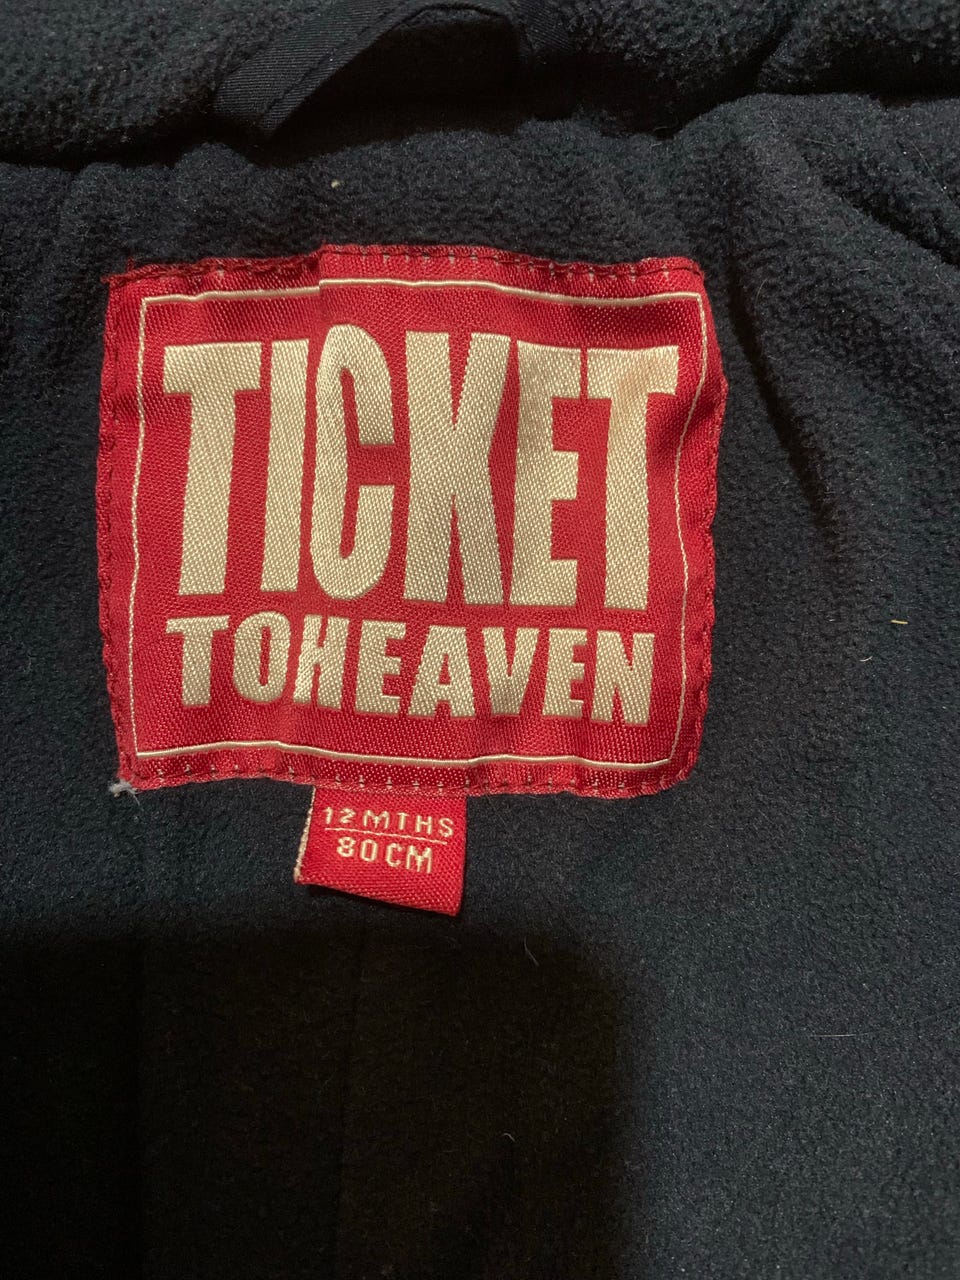 TICKET
TOHEAVEN
12 MTHS
80 CM